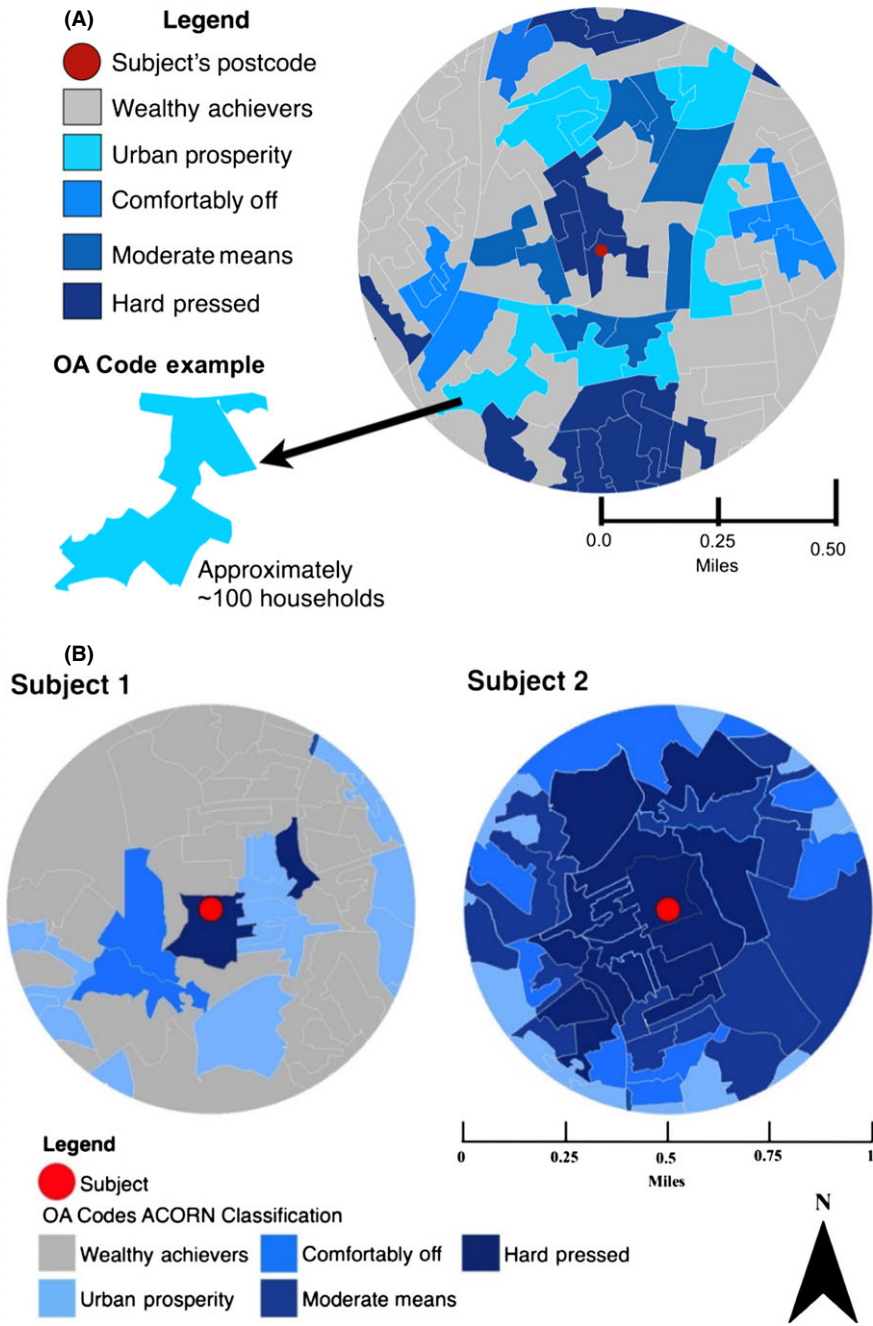 (A)
Legend
Subject's postcode
Wealthy achievers
Urban prosperity
Comfortably off
Moderate means
Hard pressed
OA Code example
Approximately
~100 households
0.0
0.25
0.50
Miles
(B)
Subject 1
Subject 2
0
0.25
0.5
0.75
1
Miles
Legend
Subject
OA Codes ACORN Classification
Wealthy achievers
Comfortably off
Hard pressed
Urban prosperity
Moderate means
N